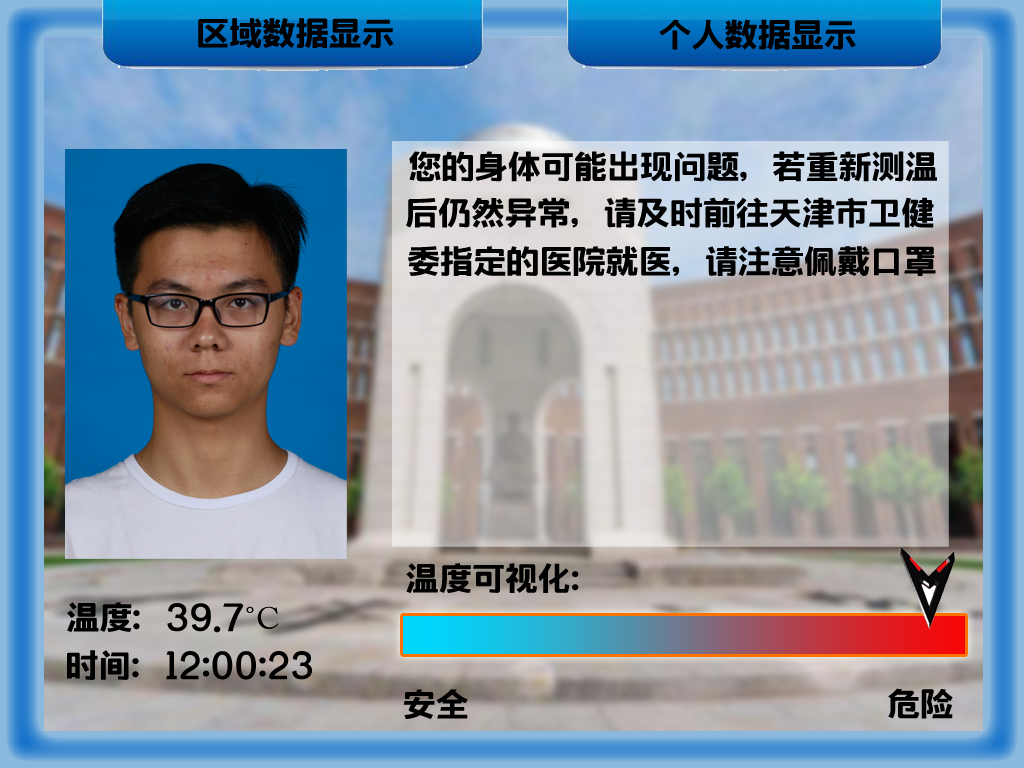 区域数据显示
个人数据显示
您的身体可能出现问题，若重新测温
后仍然异常，请及时前往天津市卫健
委指定的医院就医，请注意佩戴口罩
温度可视化:
温度: 39.7℃
时间: 12:00:23
安全
危险